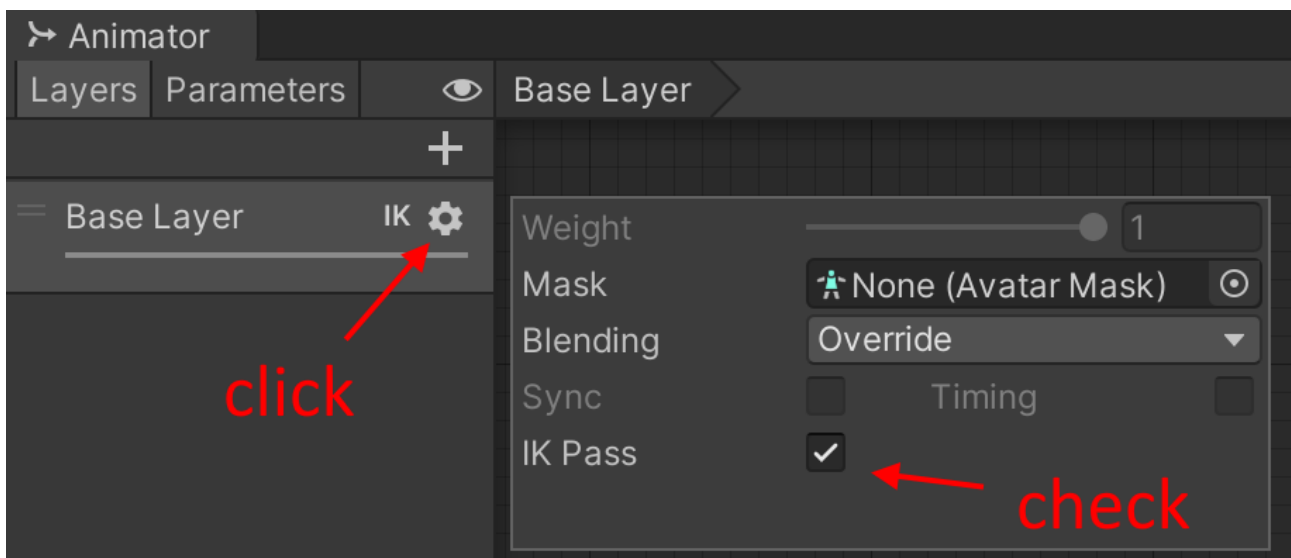 Animator
Layers Parameters Base Layer
Base Layer IK
Weight 1
Mask None (Avatar Mask)
Blending Override
Sync Timing
IK Pass
click
check